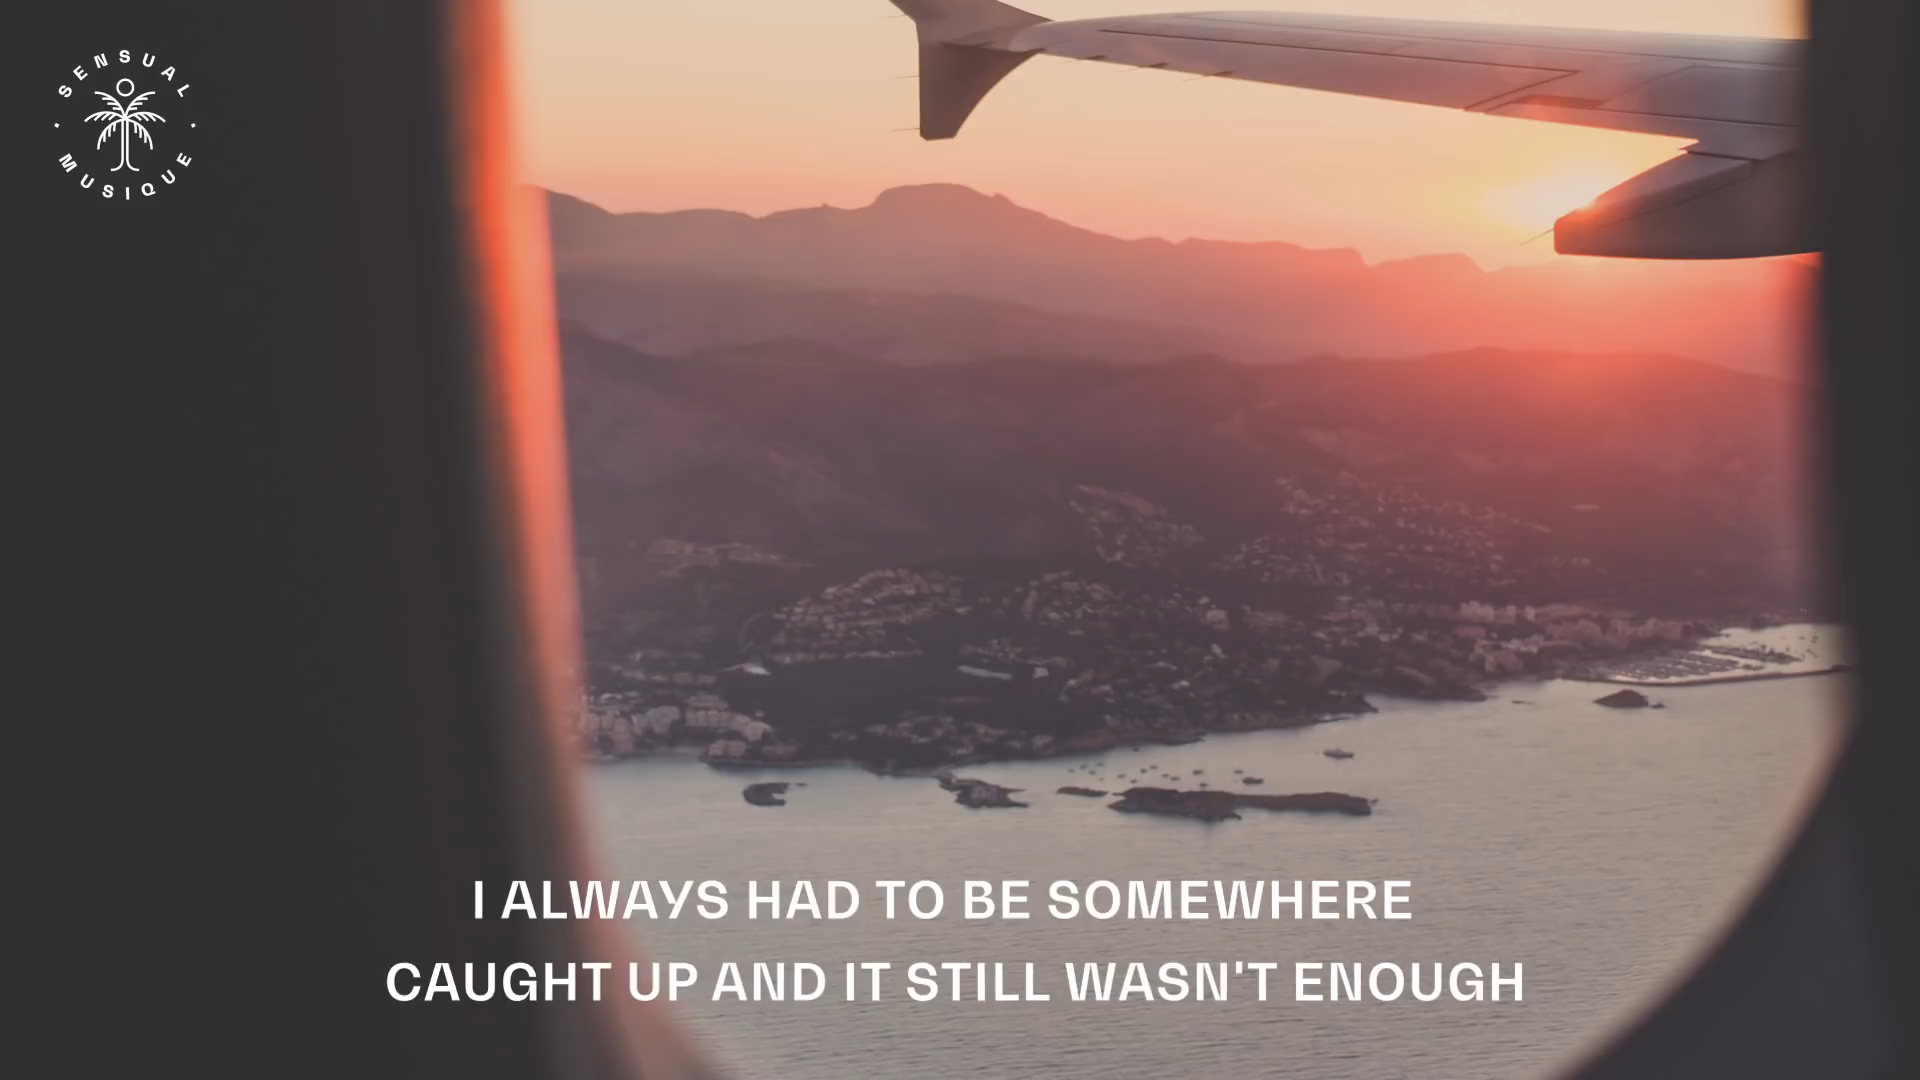 SENSUAL
MUSIQUE
I ALWAYS HAD TO BE SOMEWHERE
CAUGHT UP AND IT STILL WASN'T ENOUGH